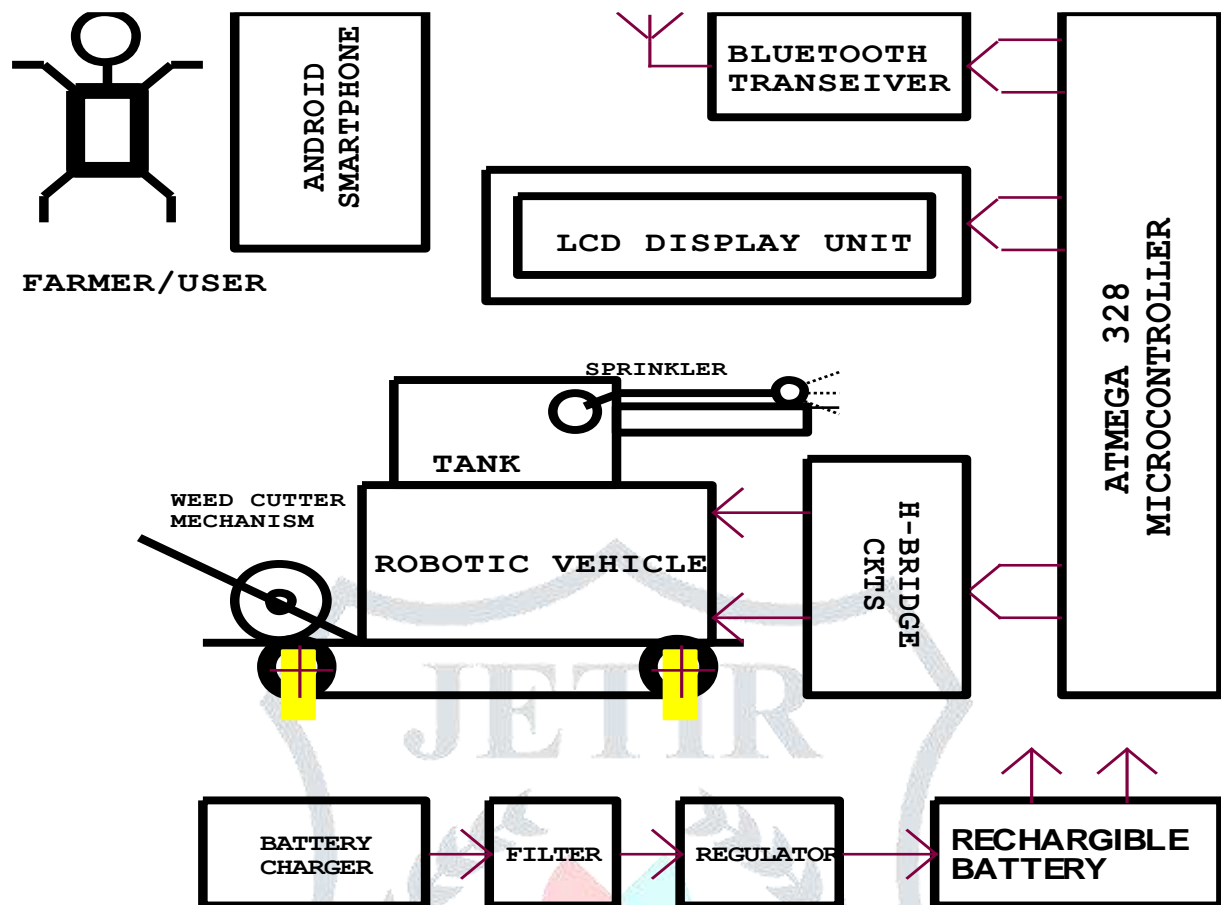 ANDROID
SMARTPHONE
BLUETOOTH
TRANSEIVER
LCD DISPLAY UNIT
FARMER/USER
ATMEGA 328
MICROCONTROLLER
SPRINKLER
TANK
WEED CUTTER
MECHANISM
ROBOTIC VEHICLE
H-BRIDGE
CKTS
JETIR
BATTERY
CHARGER
FILTER
REGULATOR
RECHARGIBLE
BATTERY